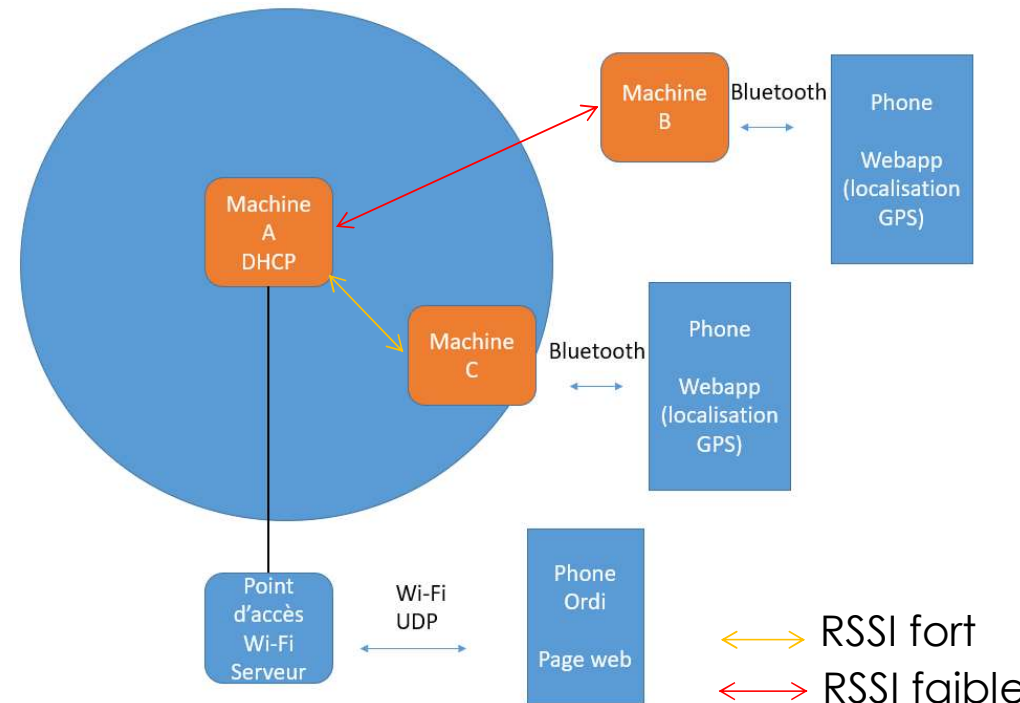 Machine
A
DHCP
Machine
B
Bluetooth
Phone
Webapp
(localisation
GPS)
Machine
C
Bluetooth
Phone
Webapp
(localisation
GPS)
Point
d'accès
Wi-Fi
Serveur
Wi-Fi
UDP
Phone
Ordi
Page web
RSSI fort
RSSI faible